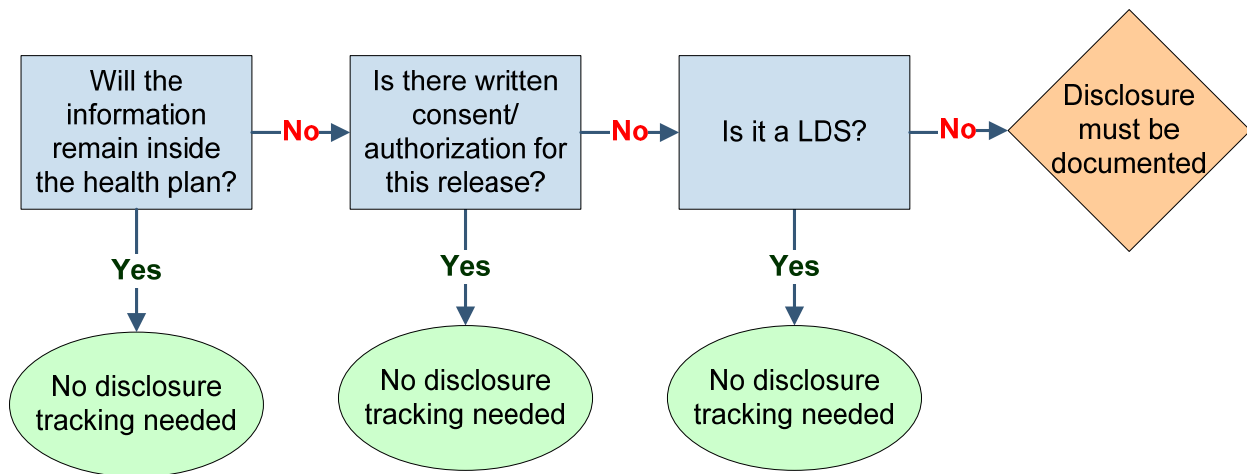 Will the
information
remain inside
the health plan?
No
Is there written
consent/
authorization for
this release?
No
Is it a LDS?
No
Disclosure
must be
documented
Yes
Yes
Yes
No disclosure
tracking needed
No disclosure
tracking needed
No disclosure
tracking needed